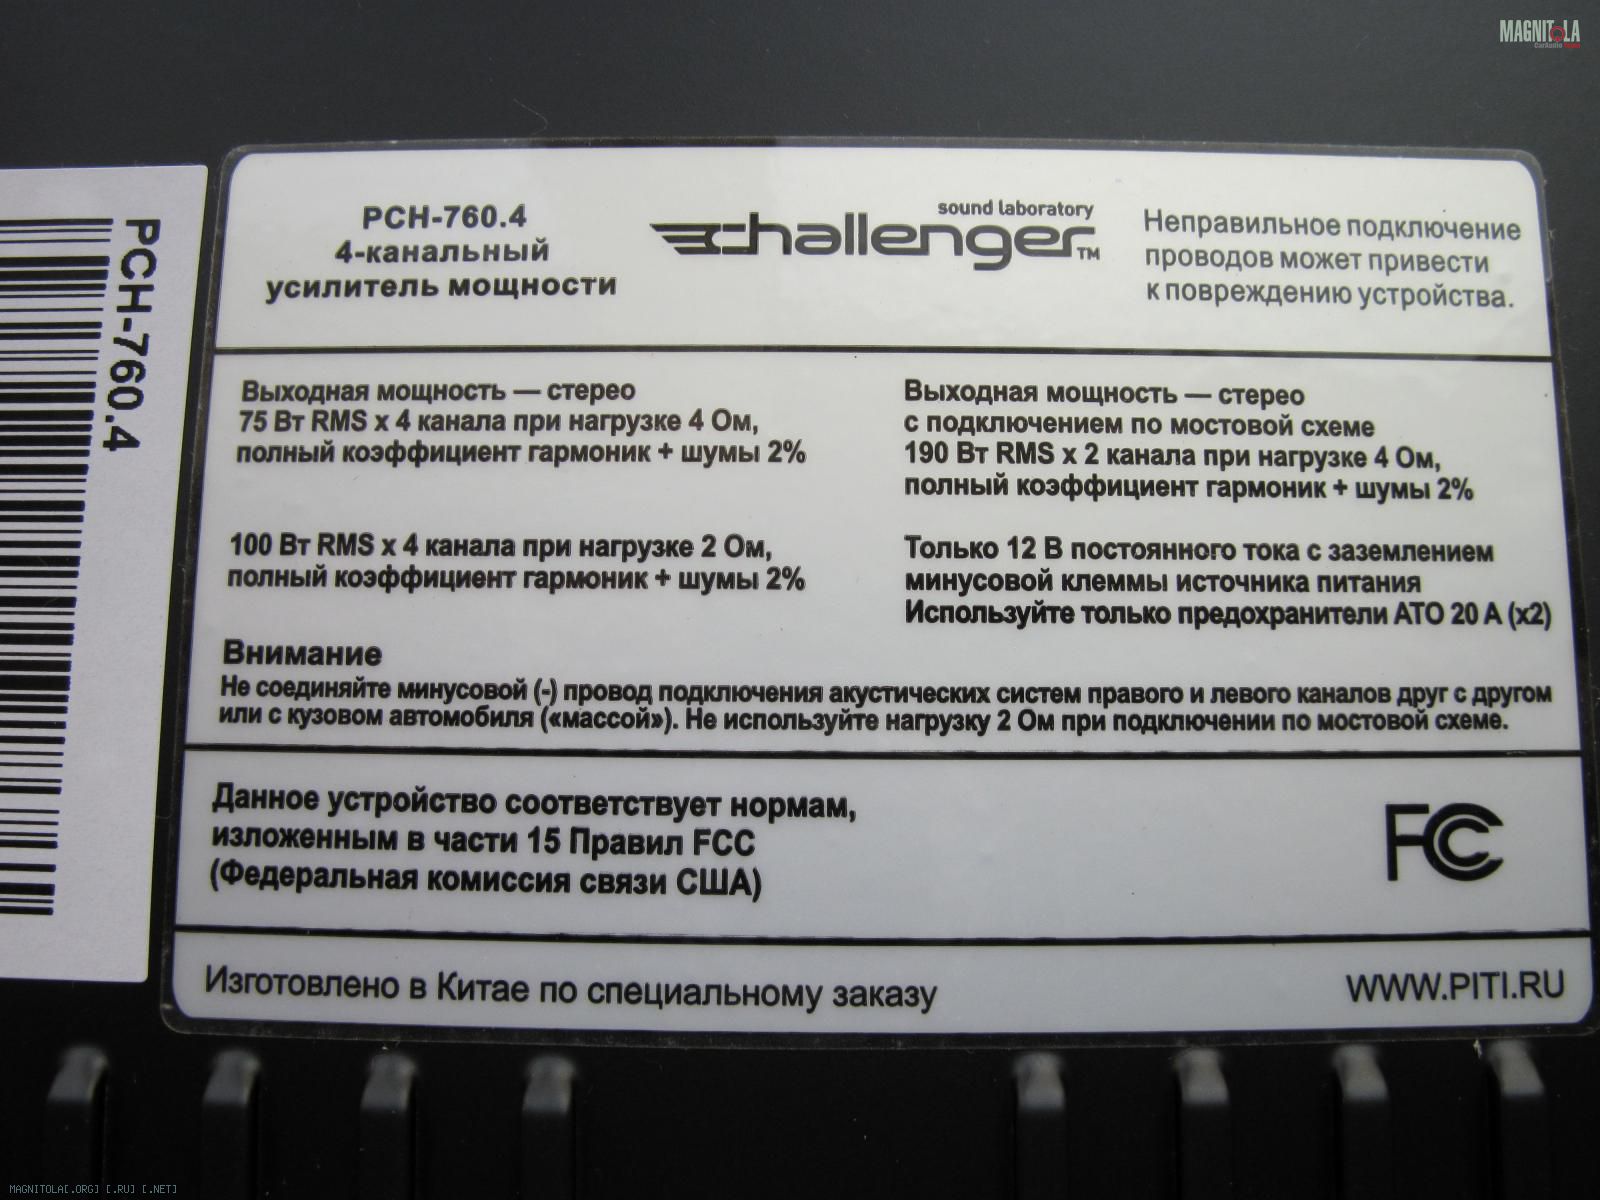 MAGNITOLA
PCH-760.4
PCH-760.4
4-канальный
усилитель мощности
sound laboratory
challenger™
Неправильное подключение
проводов может привести
к повреждению устройства.
Выходная мощность — стерео
75 Вт RMS x 4 канала при нагрузке 4 Ом,
полный коэффициент гармоник + шумы 2%
100 Вт RMS x 4 канала при нагрузке 2 Ом,
полный коэффициент гармоник + шумы 2%
Выходная мощность — стерео
с подключением по мостовой схеме
190 Вт RMS x 2 канала при нагрузке 4 Ом,
полный коэффициент гармоник + шумы 2%
Только 12 В постоянного тока с заземлением
минусовой клеммы источника питания
Используйте только предохранители АТО 20 А (x2)
Внимание
Не соединяйте минусовой (-) провод подключения акустических систем правого и левого каналов друг с другом
или с кузовом автомобиля («массой»). Не используйте нагрузку 2 Ом при подключении по мостовой схеме.
Данное устройство соответствует нормам,
изложенным в части 15 Правил FCC
(Федеральная комиссия связи США)
FC
Изготовлено в Китае по специальному заказу
WWW.PITI.RU
MAGNITOLA[.ORG] [.RU] [.NET]